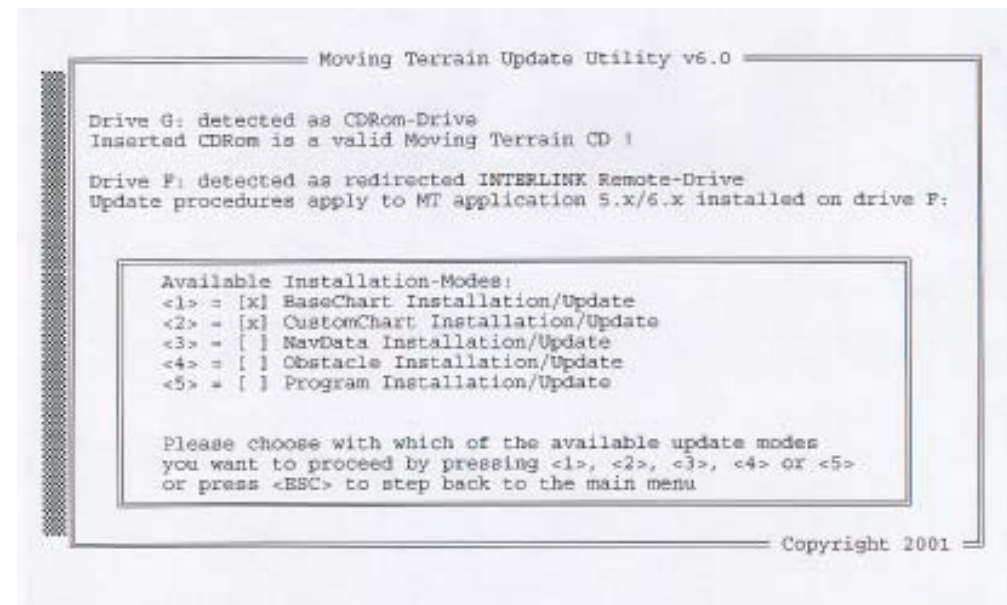 Moving Terrain Update Utility v6.0
Drive G: detected as CDRom-Drive
Inserted CDRom is a valid Moving Terrain CD !
Drive F: detected as redirected INTERLINK Remote-Drive
Update procedures apply to MT application 5.x/6.x installed on drive F:
Available Installation-Modes:
<1> = [x] BaseChart Installation/Update
<2> = [x] CustomChart Installation/Update
<3> = [ ] NavData Installation/Update
<4> = [ ] Obstacle Installation/Update
<5> = [ ] Program Installation/Update
Please choose with which of the available update modes
you want to proceed by pressing <1>, <2>, <3>, <4> or <5>
or press <ESC> to step back to the main menu
Copyright 2001